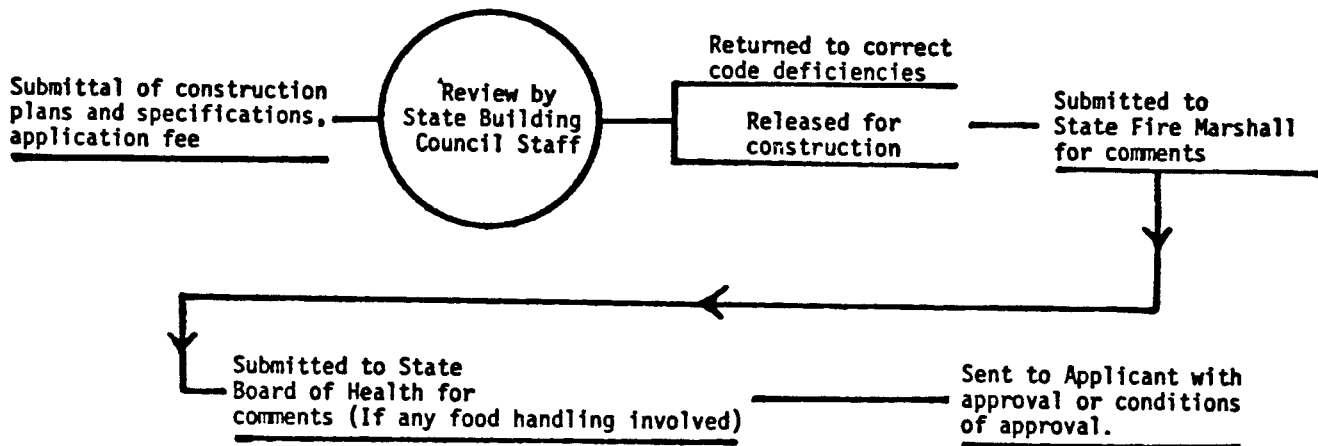 Submittal of construction
plans and specifications,
application fee
Review by
State Building
Council Staff
Returned to correct
code deficiencies
Released for
construction
Submitted to
State Fire Marshall
for comments
Submitted to State
Board of Health for
comments (If any food handling involved)
Sent to Applicant with
approval or conditions
of approval.